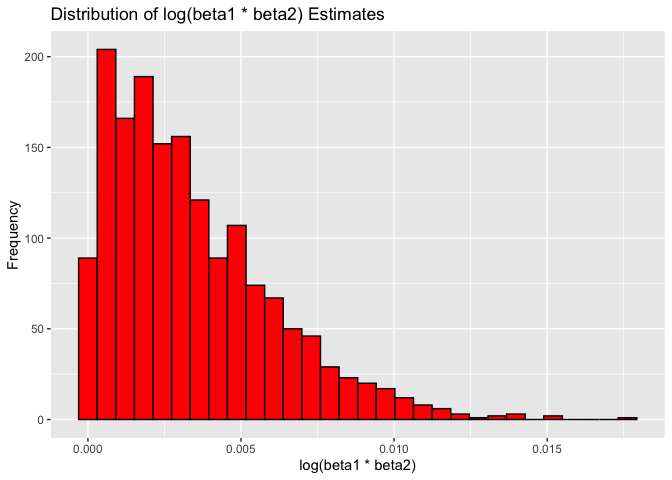 Distribution of log(beta1 * beta2) Estimates
200
150
100
50
0
Frequency
0.000 0.005 0.010 0.015
log(beta1 * beta2)